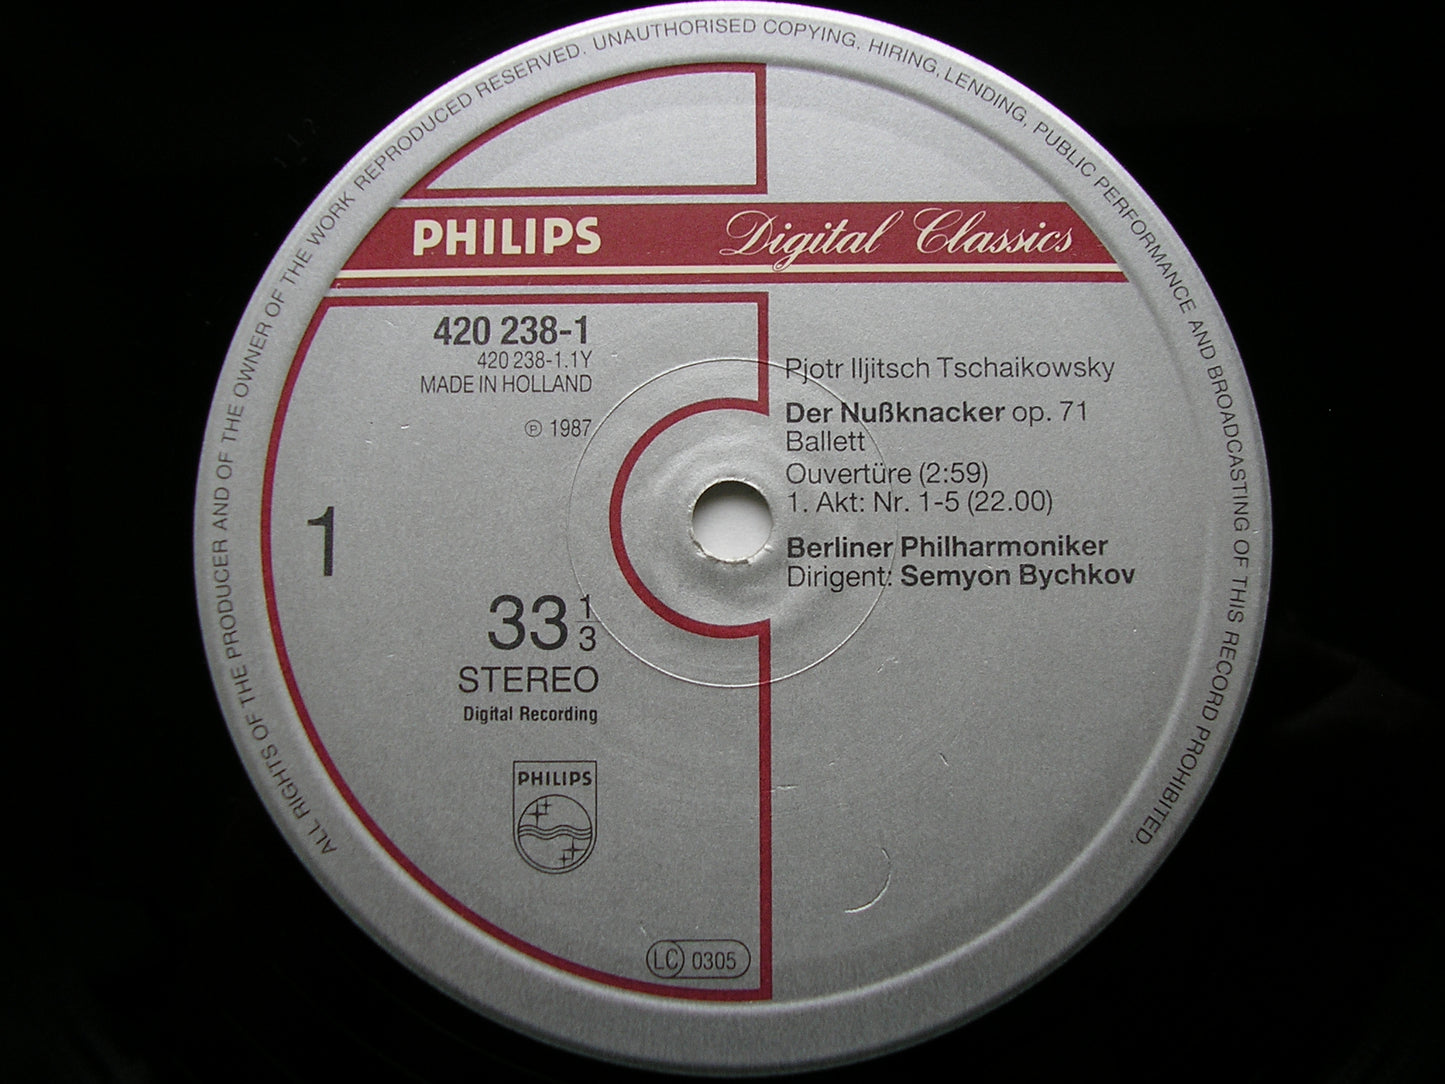 ALL RIGHTS OF THE PRODUCER AND OF THE OWNER OF THE WORK REPRODUCED RESERVED. UNAUTHORISED COPYING, HIRING, LENDING, PUBLIC PERFORMANCE AND BROADCASTING OF THIS RECORD PROHIBITED.
PHILIPS Digital Classics
420 238-1
420 238-1.1Y
MADE IN HOLLAND
℗ 1987
1
33 1/3
STEREO
Digital Recording
PHILIPS
LC 0305
Pjotr Iljitsch Tschaikowsky
Der Nußknacker op. 71
Ballett
Ouvertüre (2:59)
1. Akt: Nr. 1-5 (22.00)
Berliner Philharmoniker
Dirigent: Semyon Bychkov